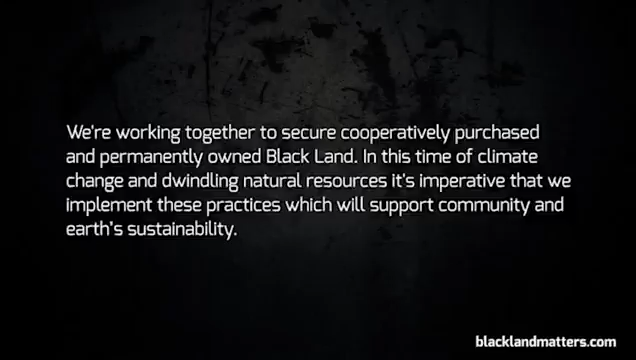 We're working together to secure cooperatively purchased
and permanently owned Black Land. In this time of climate
change and dwindling natural resources it's imperative that we
implement these practices which will support community and
earth's sustainability.
blacklandmatters.com